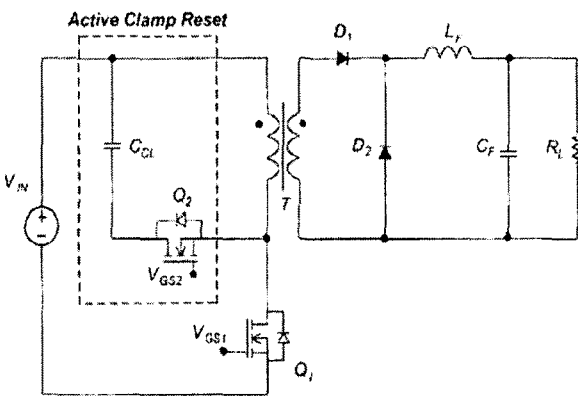 Active Clamp Reset
D1
LF
CCL
D2
CF
RL
VIN
Q2
T
VGS2
VGS1
Q1